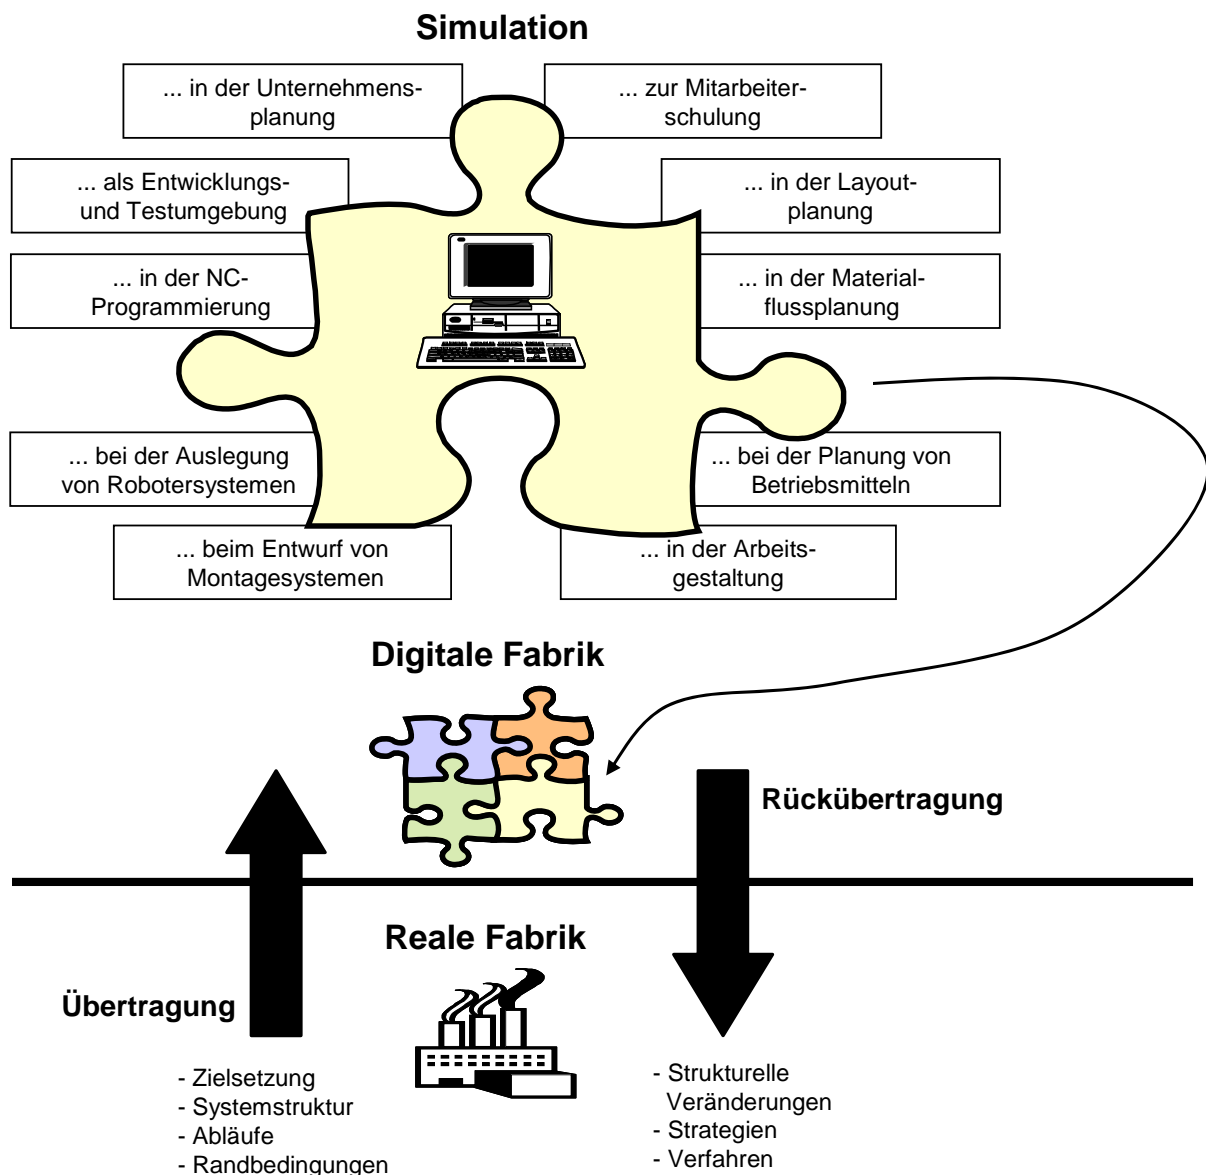 Simulation
... in der Unternehmens-
planung
... zur Mitarbeiter-
schulung
... als Entwicklungs-
und Testumgebung
... in der Layout-
planung
... in der NC-
Programmierung
... in der Material-
flussplanung
... bei der Auslegung
von Robotersystemen
... bei der Planung von
Betriebsmitteln
... beim Entwurf von
Montagesystemen
... in der Arbeits-
gestaltung
Digitale Fabrik
Rückübertragung
Reale Fabrik
Übertragung
- Zielsetzung
- Systemstruktur
- Abläufe
- Randbedingungen
- Strukturelle
Veränderungen
- Strategien
- Verfahren